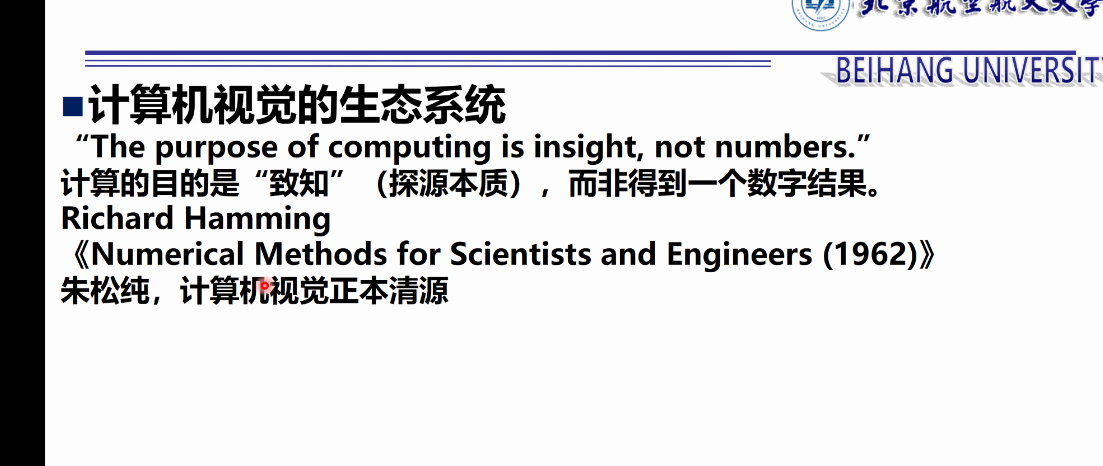 北京航空航天大学
BEIHANG UNIVERSIT
计算机视觉的生态系统
“The purpose of computing is insight, not numbers.”
计算的目的是“致知”（探源本质），而非得到一个数字结果。
Richard Hamming
《Numerical Methods for Scientists and Engineers (1962)》
朱松纯，计算机视觉正本清源